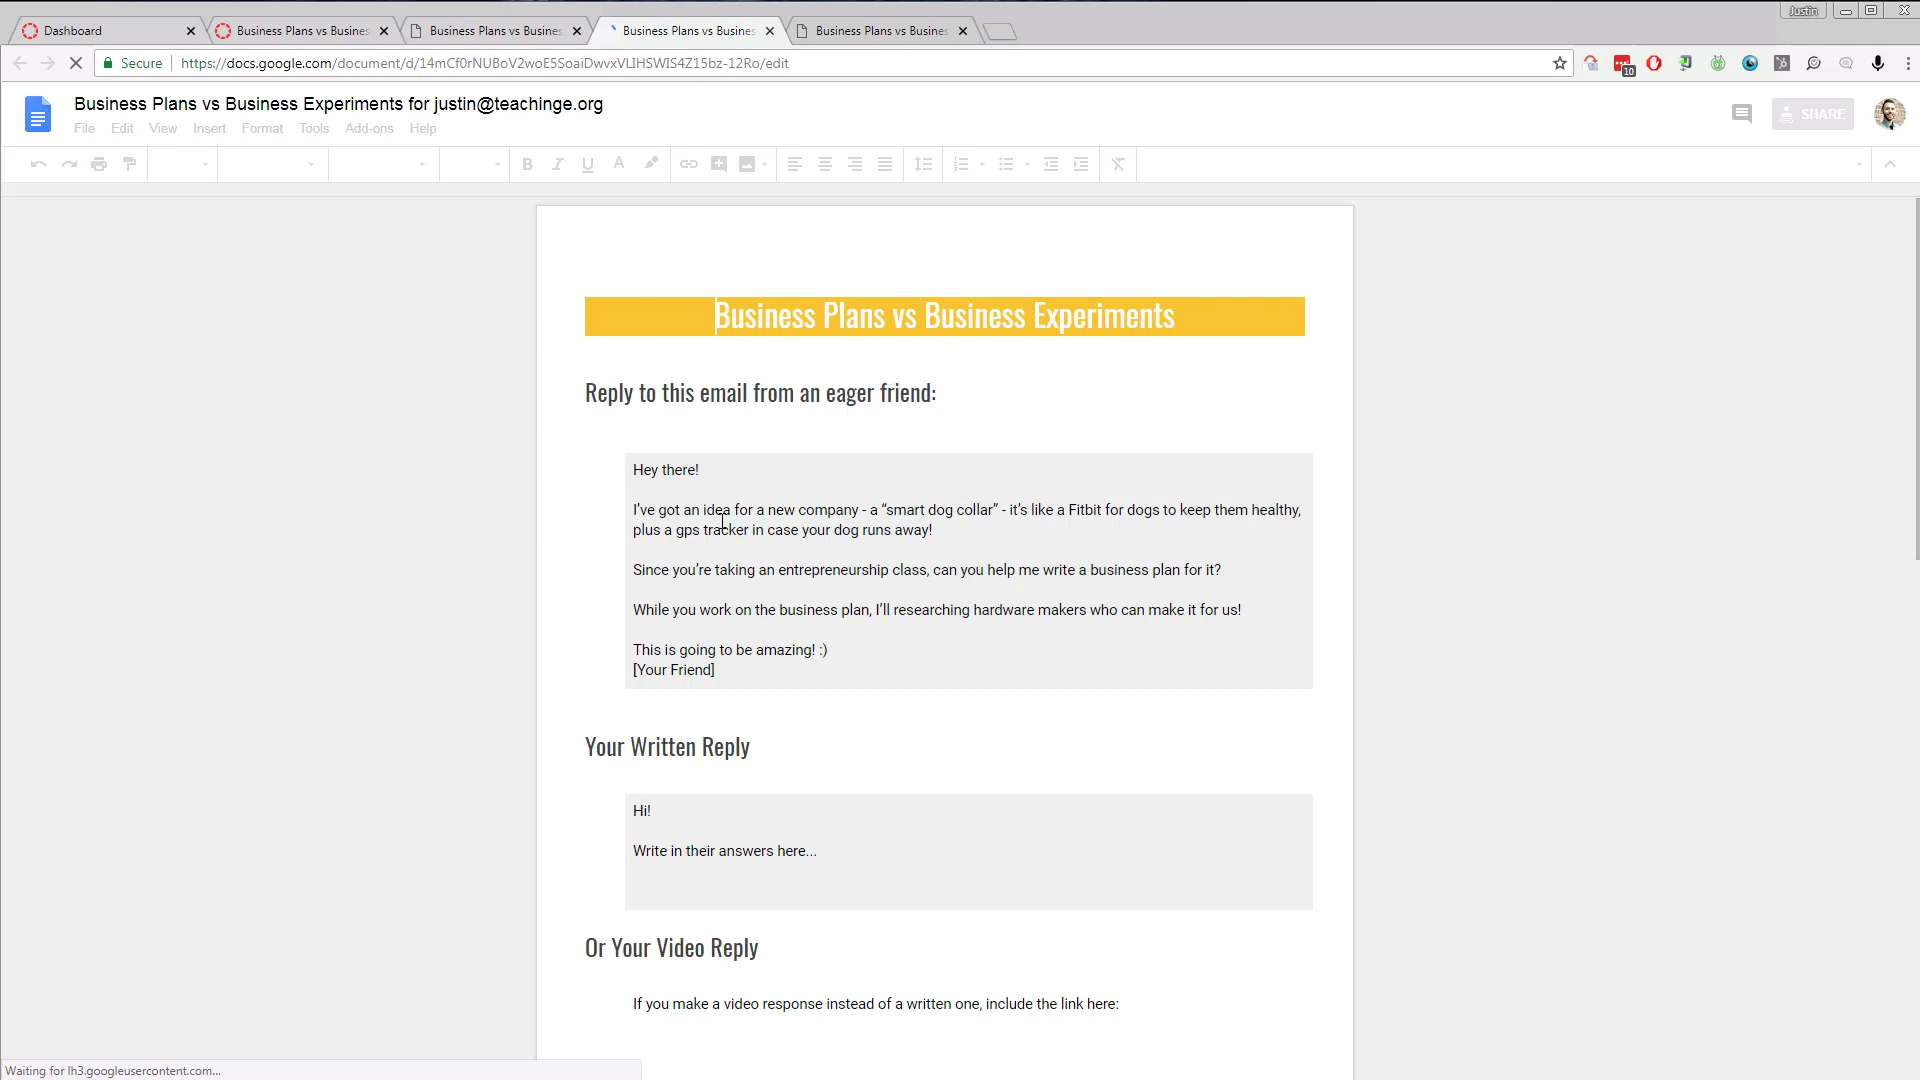 Justin
Dashboard
Business Plans vs Busines
Business Plans vs Busines
Business Plans vs Busines
Business Plans vs Busines
Secure
https://docs.google.com/document/d/14mCf0rNUBoV2woE5SoaiDwvxVLIHSWIS4Z15bz-12Ro/edit
10
Business Plans vs Business Experiments for justin@teachinge.org
File Edit View Insert Format Tools Add-ons Help
SHARE
Business Plans vs Business Experiments
Reply to this email from an eager friend:
Hey there!
I've got an idea for a new company - a “smart dog collar” - it's like a Fitbit for dogs to keep them healthy,
plus a gps tracker in case your dog runs away!
Since you're taking an entrepreneurship class, can you help me write a business plan for it?
While you work on the business plan, I'll researching hardware makers who can make it for us!
This is going to be amazing! :)
[Your Friend]
Your Written Reply
Hi!
Write in their answers here...
Or Your Video Reply
If you make a video response instead of a written one, include the link here:
Waiting for lh3.googleusercontent.com...